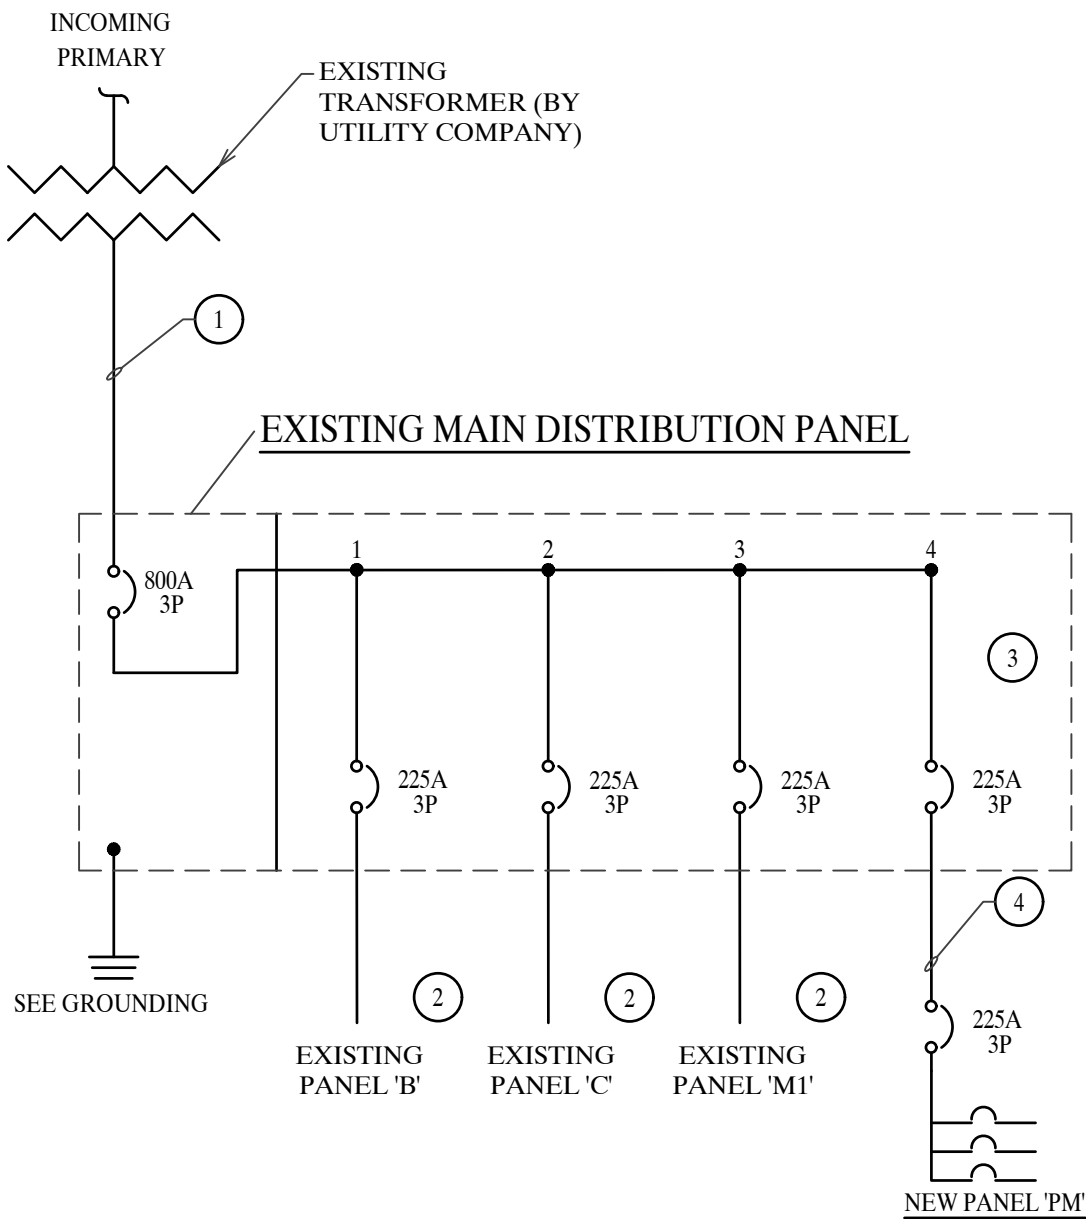 INCOMING
PRIMARY
EXISTING
TRANSFORMER (BY
UTILITY COMPANY)
1
EXISTING MAIN DISTRIBUTION PANEL
1
2
3
4
800A
3P
3
225A
3P
225A
3P
225A
3P
225A
3P
4
SEE GROUNDING
2
2
2
225A
3P
EXISTING
PANEL 'B'
EXISTING
PANEL 'C'
EXISTING
PANEL 'M1'
NEW PANEL 'PM'